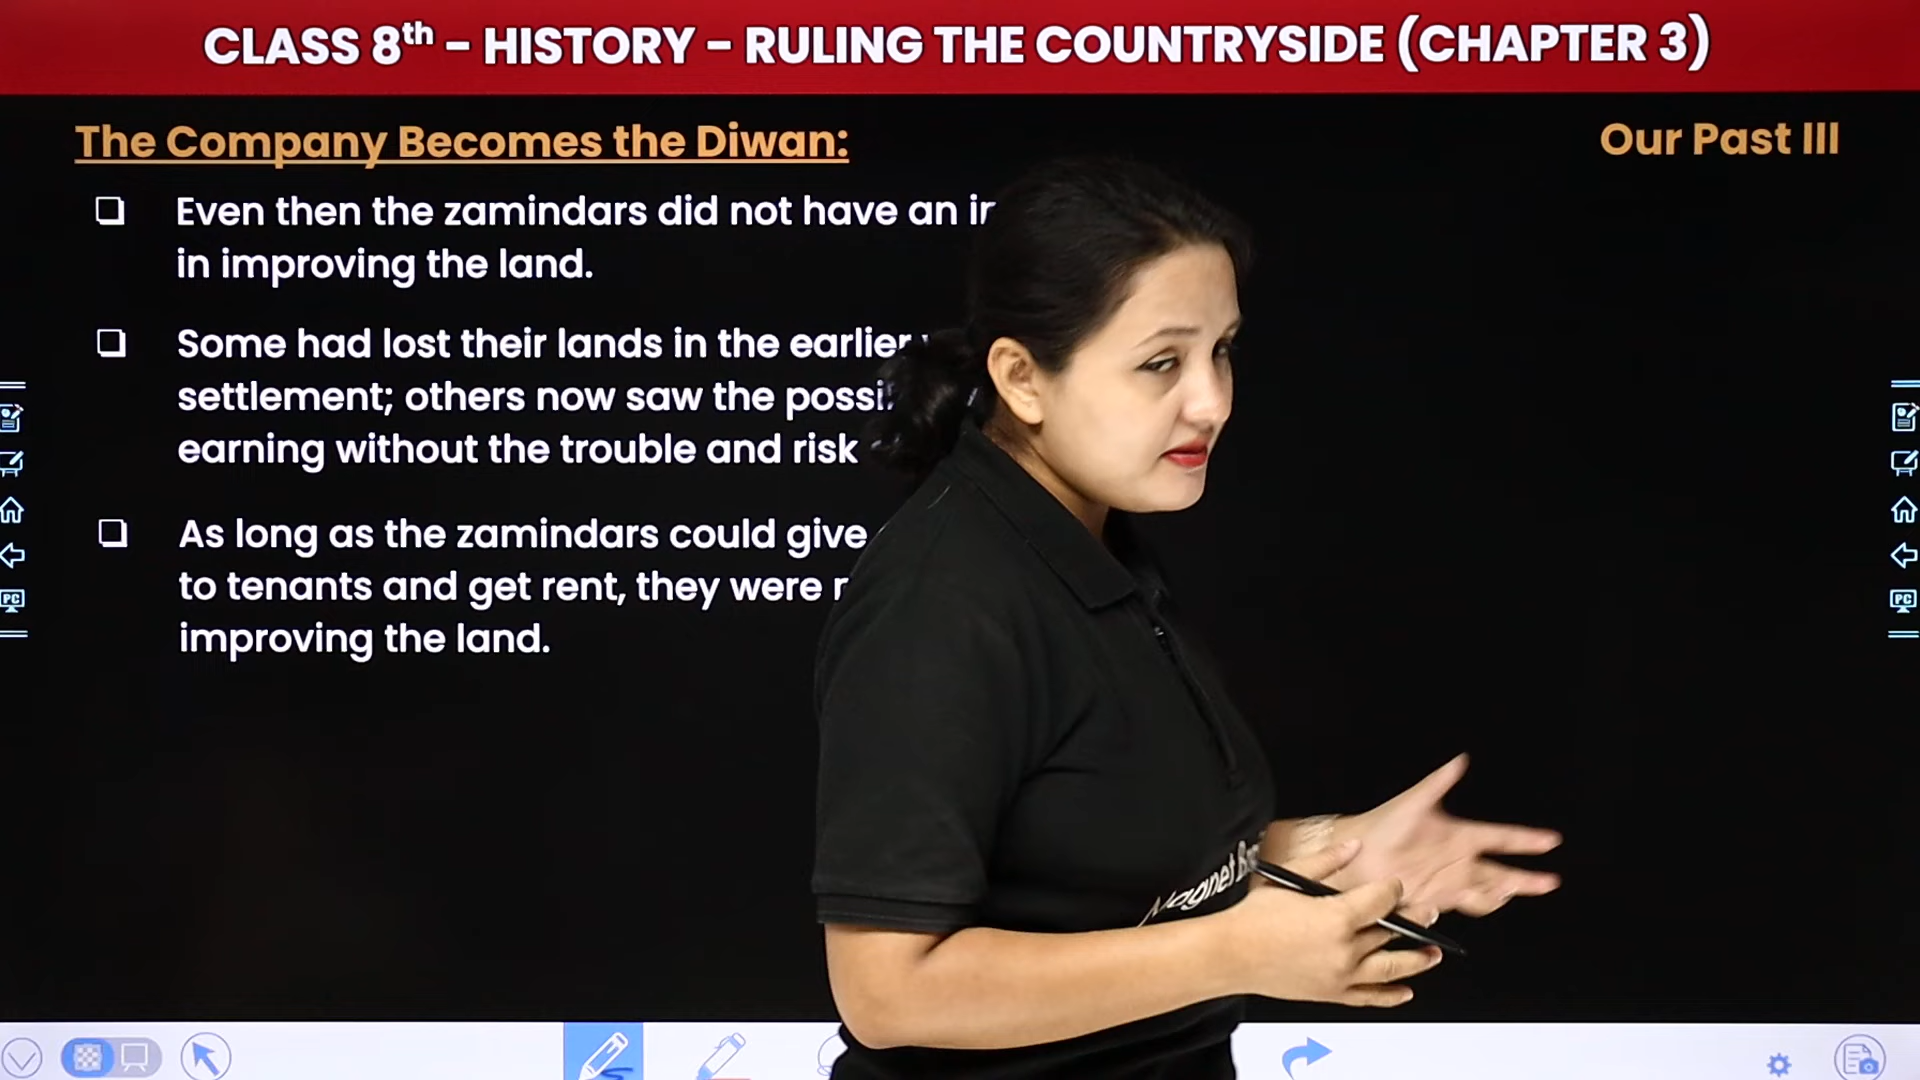 CLASS 8th – HISTORY – RULING THE COUNTRYSIDE (CHAPTER 3)
The Company Becomes the Diwan:
Our Past III
Even then the zamindars did not have an
in improving the land.
Some had lost their lands in the earlier
settlement; others now saw the
earning without the trouble and risk
As long as the zamindars could give
to tenants and get rent, they were
improving the land.
Magnet
PC
PC